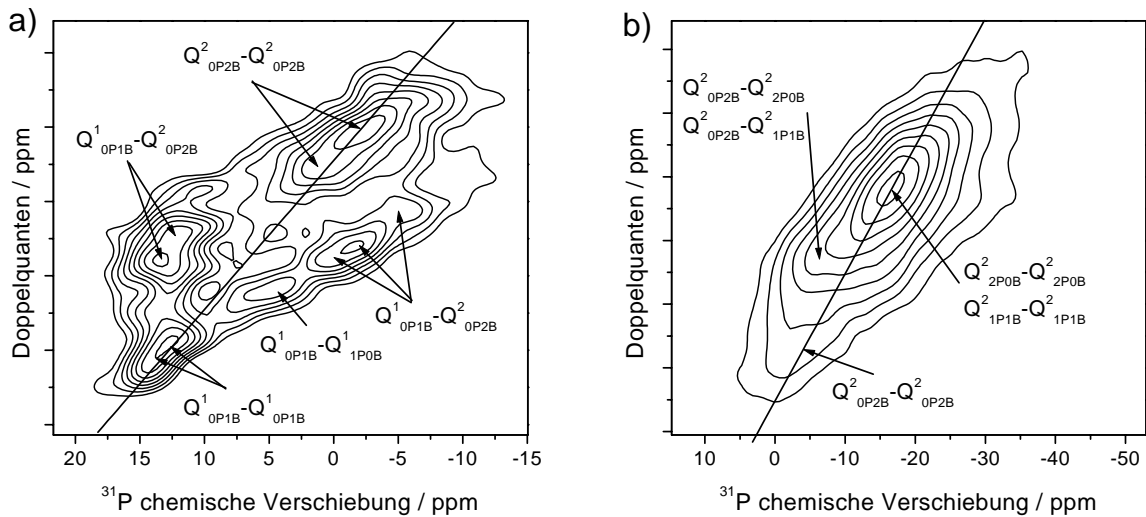 a)
Q²₀P₂B-Q²₀P₂B
Q¹₀P₁B-Q²₀P₂B
Q¹₀P₁B-Q²₀P₂B
Q¹₀P₁B-Q¹₁P₀B
Q¹₀P₁B-Q¹₀P₁B
Doppelquanten / ppm
20 15 10 5 0 -5 -10 -15
³¹P chemische Verschiebung / ppm
b)
Q²₀P₂B-Q²₂P₀B
Q²₀P₂B-Q²₁P₁B
Q²₂P₀B-Q²₂P₀B
Q²₁P₁B-Q²₁P₁B
Q²₀P₂B-Q²₀P₂B
Doppelquanten / ppm
10 0 -10 -20 -30 -40 -50
³¹P chemische Verschiebung / ppm